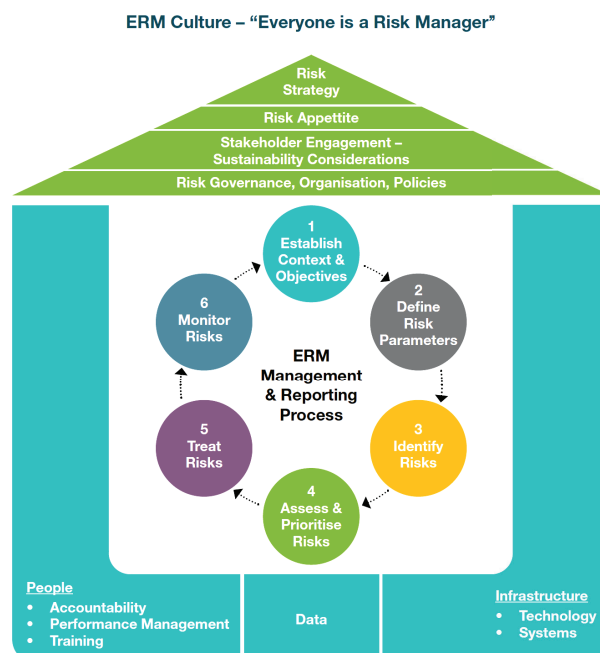 ERM Culture – “Everyone is a Risk Manager”
Risk
Strategy
Risk Appettite
Stakeholder Engagement –
Sustainability Considerations
Risk Governance, Organisation, Policies
1
Establish
Context &
Objectives
2
Define
Risk
Parameters
3
Identify
Risks
4
Assess &
Prioritise
Risks
5
Treat
Risks
6
Monitor
Risks
ERM
Management
& Reporting
Process
People
• Accountability
• Performance Management
• Training
Data
Infrastructure
• Technology
• Systems